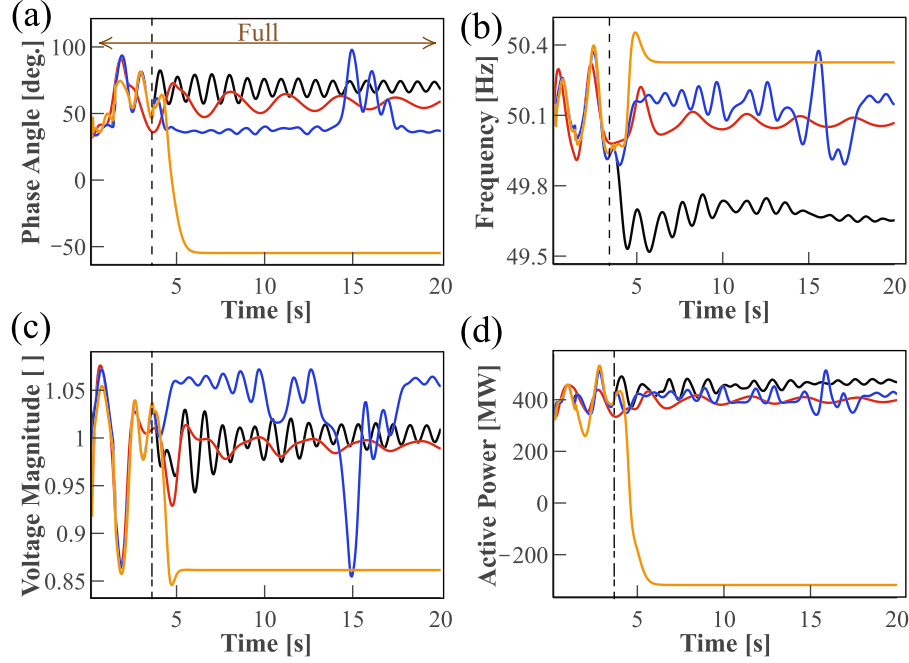 (a)
Full
Phase Angle [deg.]
100
50
0
−50
5
10
15
20
Time [s]
(b)
Frequency [Hz]
50.4
50.1
49.8
49.5
5
10
15
20
Time [s]
(c)
Voltage Magnitude [ ]
1.05
1
0.95
0.9
0.85
5
10
15
20
Time [s]
(d)
Active Power [MW]
400
200
0
−200
5
10
15
20
Time [s]